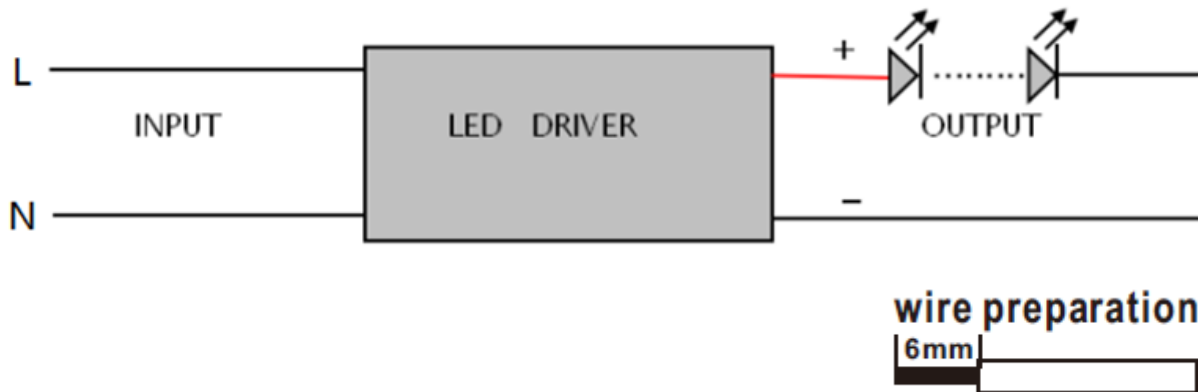 L
+
INPUT
LED DRIVER
OUTPUT
N
−
wire preparation
6mm